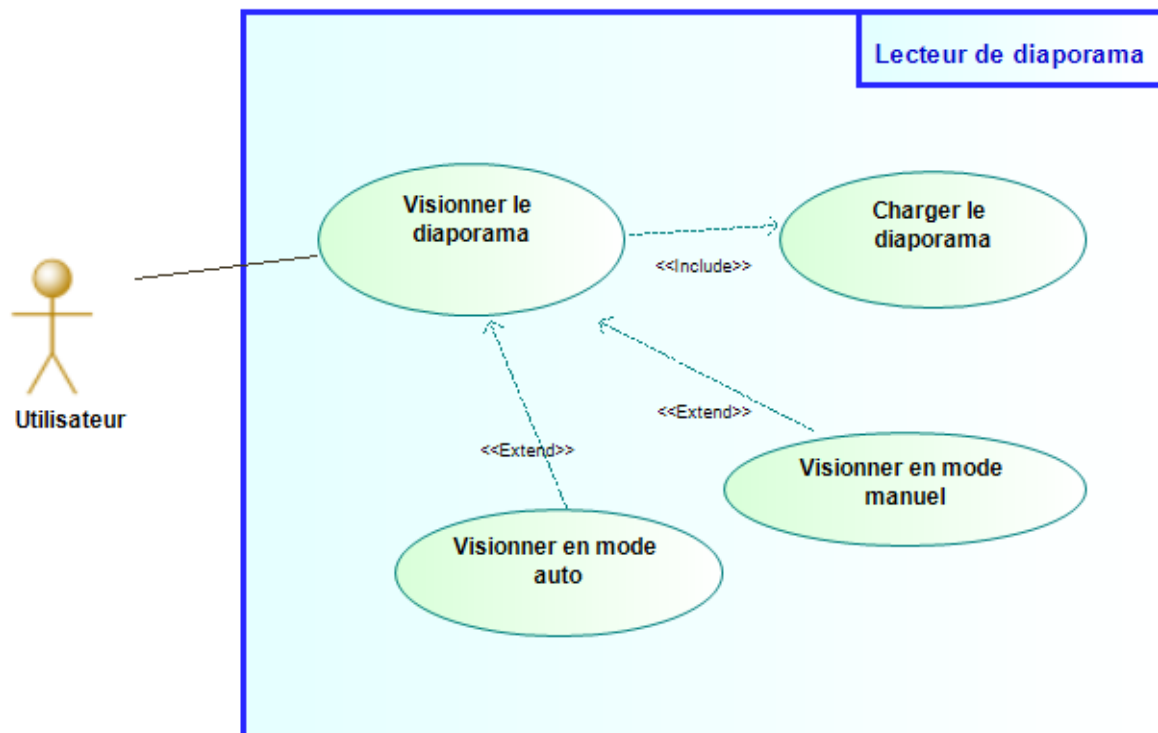 Lecteur de diaporama
Visionner le
diaporama
Charger le
diaporama
<<Include>>
Utilisateur
<<Extend>>
<<Extend>>
Visionner en mode
manuel
Visionner en mode
auto